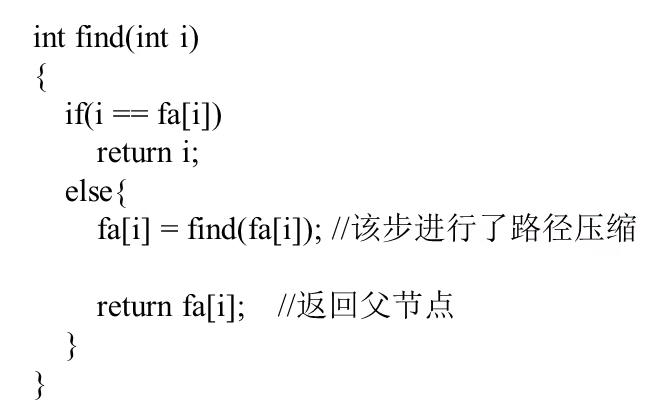 int find(int i)
{
    if(i == fa[i])
        return i;
    else{
        fa[i] = find(fa[i]); //该步进行了路径压缩
        return fa[i];    //返回父节点
    }
}